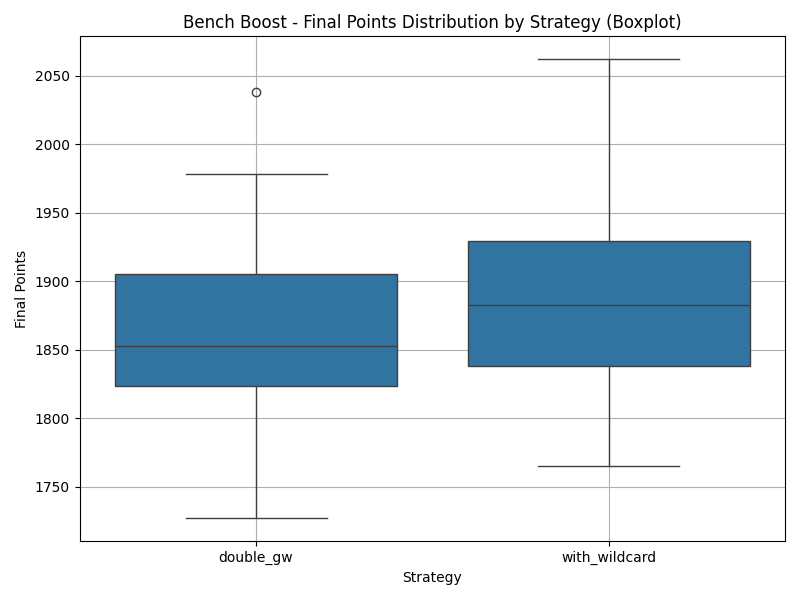 Bench Boost - Final Points Distribution by Strategy (Boxplot)
2050
2000
1950
1900
1850
1800
1750
Final Points
double_gw
with_wildcard
Strategy